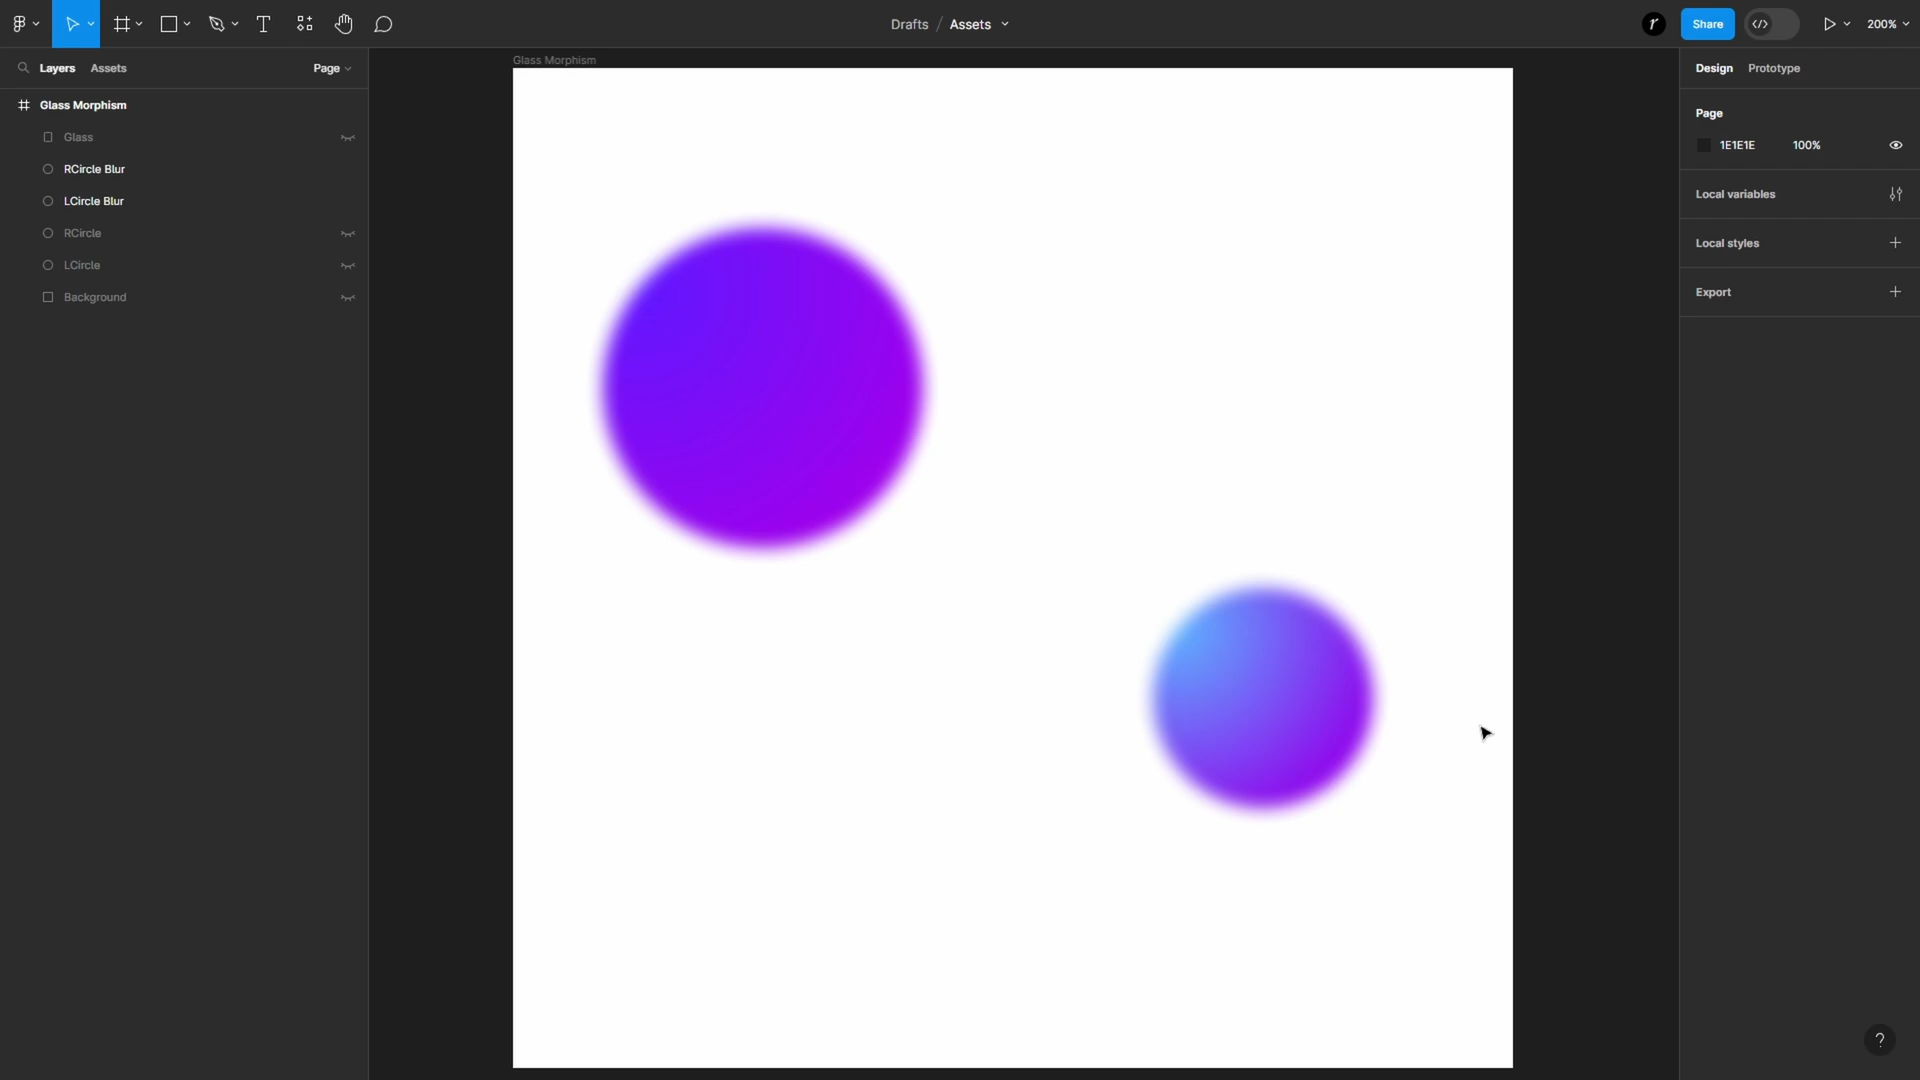 Drafts / Assets
Share
200%
Layers Assets Page
Glass Morphism
Glass
RCircle Blur
LCircle Blur
RCircle
LCircle
Background
Glass Morphism
Design Prototype
Page
1E1E1E 100%
Local variables
Local styles
Export
r
?